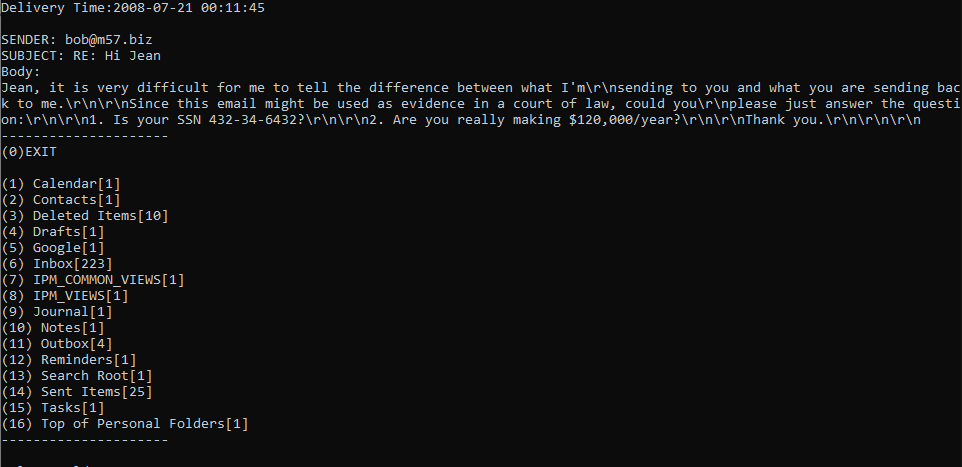 Delivery Time:2008-07-21 00:11:45
SENDER: bob@m57.biz
SUBJECT: RE: Hi Jean
Body:
Jean, it is very difficult for me to tell the difference between what I'm\r\nsending to you and what you are sending bac
k to me.\r\n\r\nSince this email might be used as evidence in a court of law, could you\r\nplease just answer the questi
on:\r\n\r\n1. Is your SSN 432-34-6432?\r\n\r\n2. Are you really making $120,000/year?\r\n\r\nThank you.\r\n\r\n\r\n
---------------------
(0)EXIT
(1) Calendar[1]
(2) Contacts[1]
(3) Deleted Items[10]
(4) Drafts[1]
(5) Google[1]
(6) Inbox[223]
(7) IPM_COMMON_VIEWS[1]
(8) IPM_VIEWS[1]
(9) Journal[1]
(10) Notes[1]
(11) Outbox[4]
(12) Reminders[1]
(13) Search Root[1]
(14) Sent Items[25]
(15) Tasks[1]
(16) Top of Personal Folders[1]
---------------------